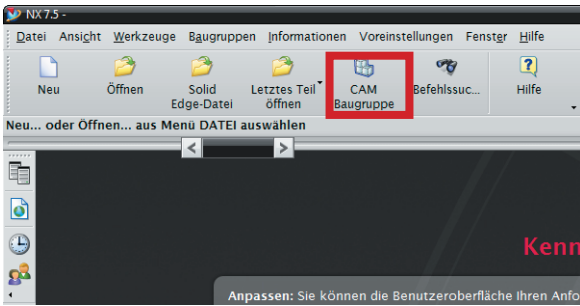 NX 7.5 -
Datei Ansicht Werkzeuge Baugruppen Informationen Voreinstellungen Fenster Hilfe
Neu Öffnen Solid Edge-Datei Letztes Teil öffnen CAM Baugruppe Befehlssuc... Hilfe
Neu... oder Öffnen... aus Menü DATEI auswählen
Kenn
Anpassen: Sie können die Benutzeroberfläche Ihren Anfo